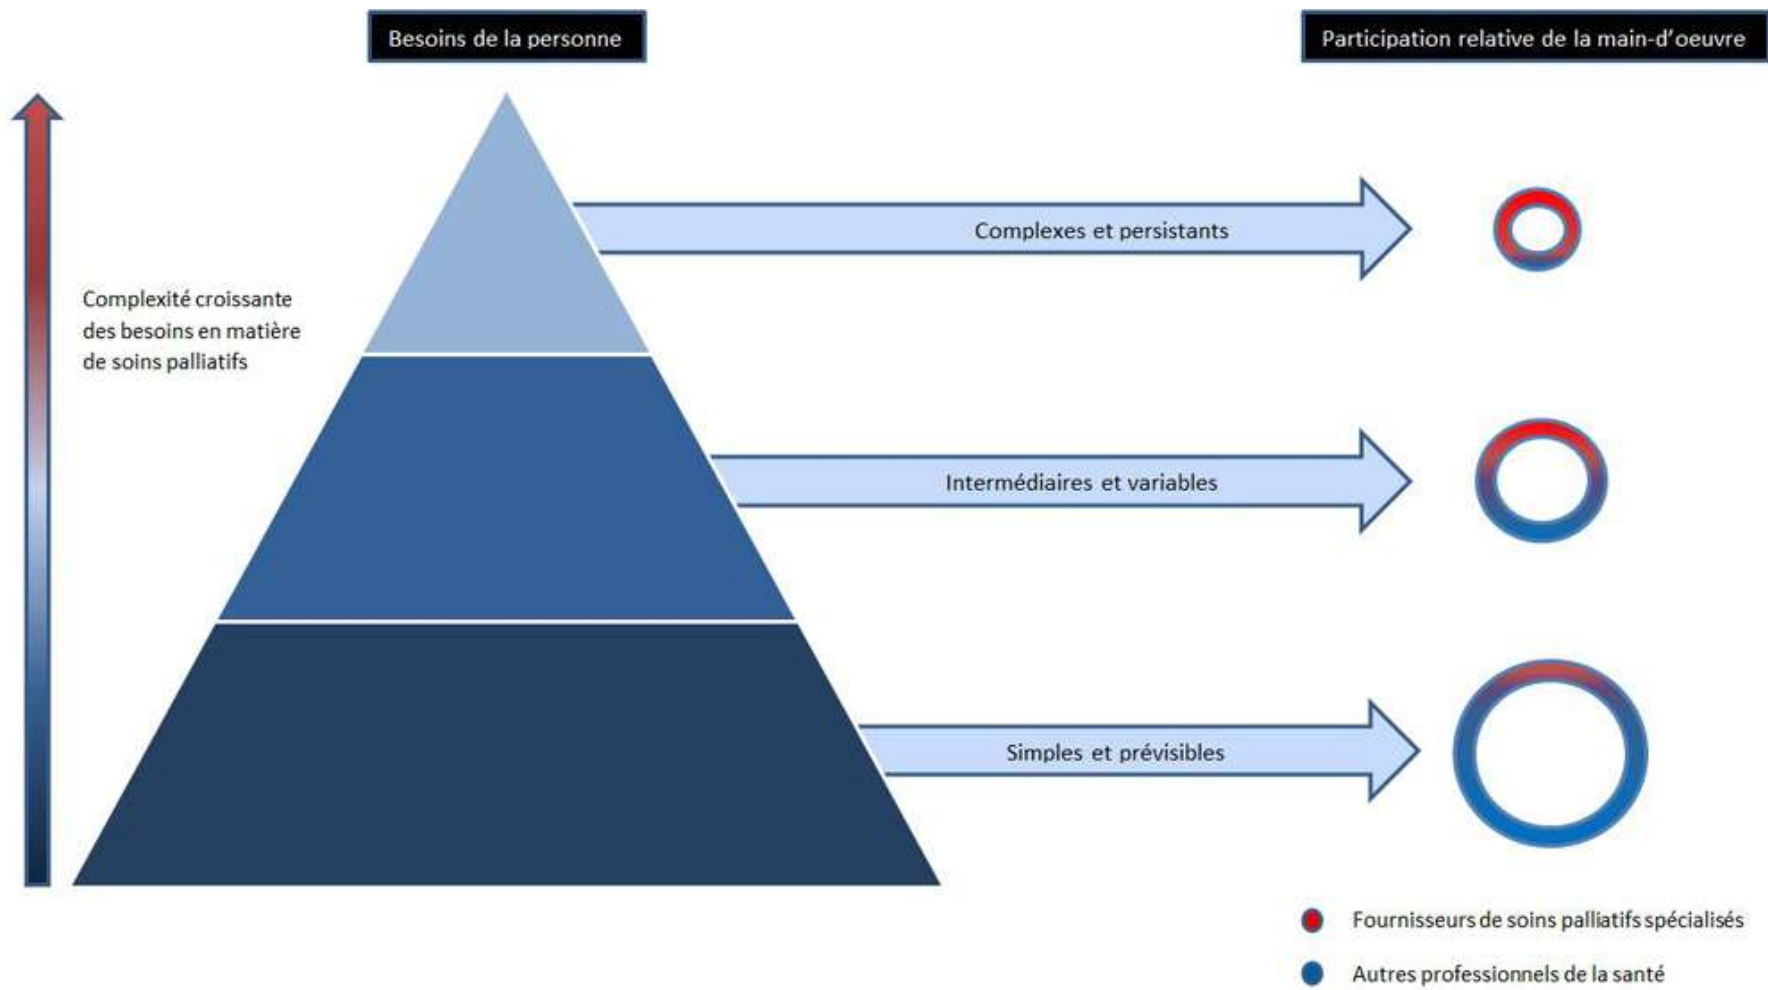 Besoins de la personne
Participation relative de la main-d'oeuvre
Complexes et persistants
Complexité croissante
des besoins en matière
de soins palliatifs
Intermédiaires et variables
Simples et prévisibles
Fournisseurs de soins palliatifs spécialisés
Autres professionnels de la santé